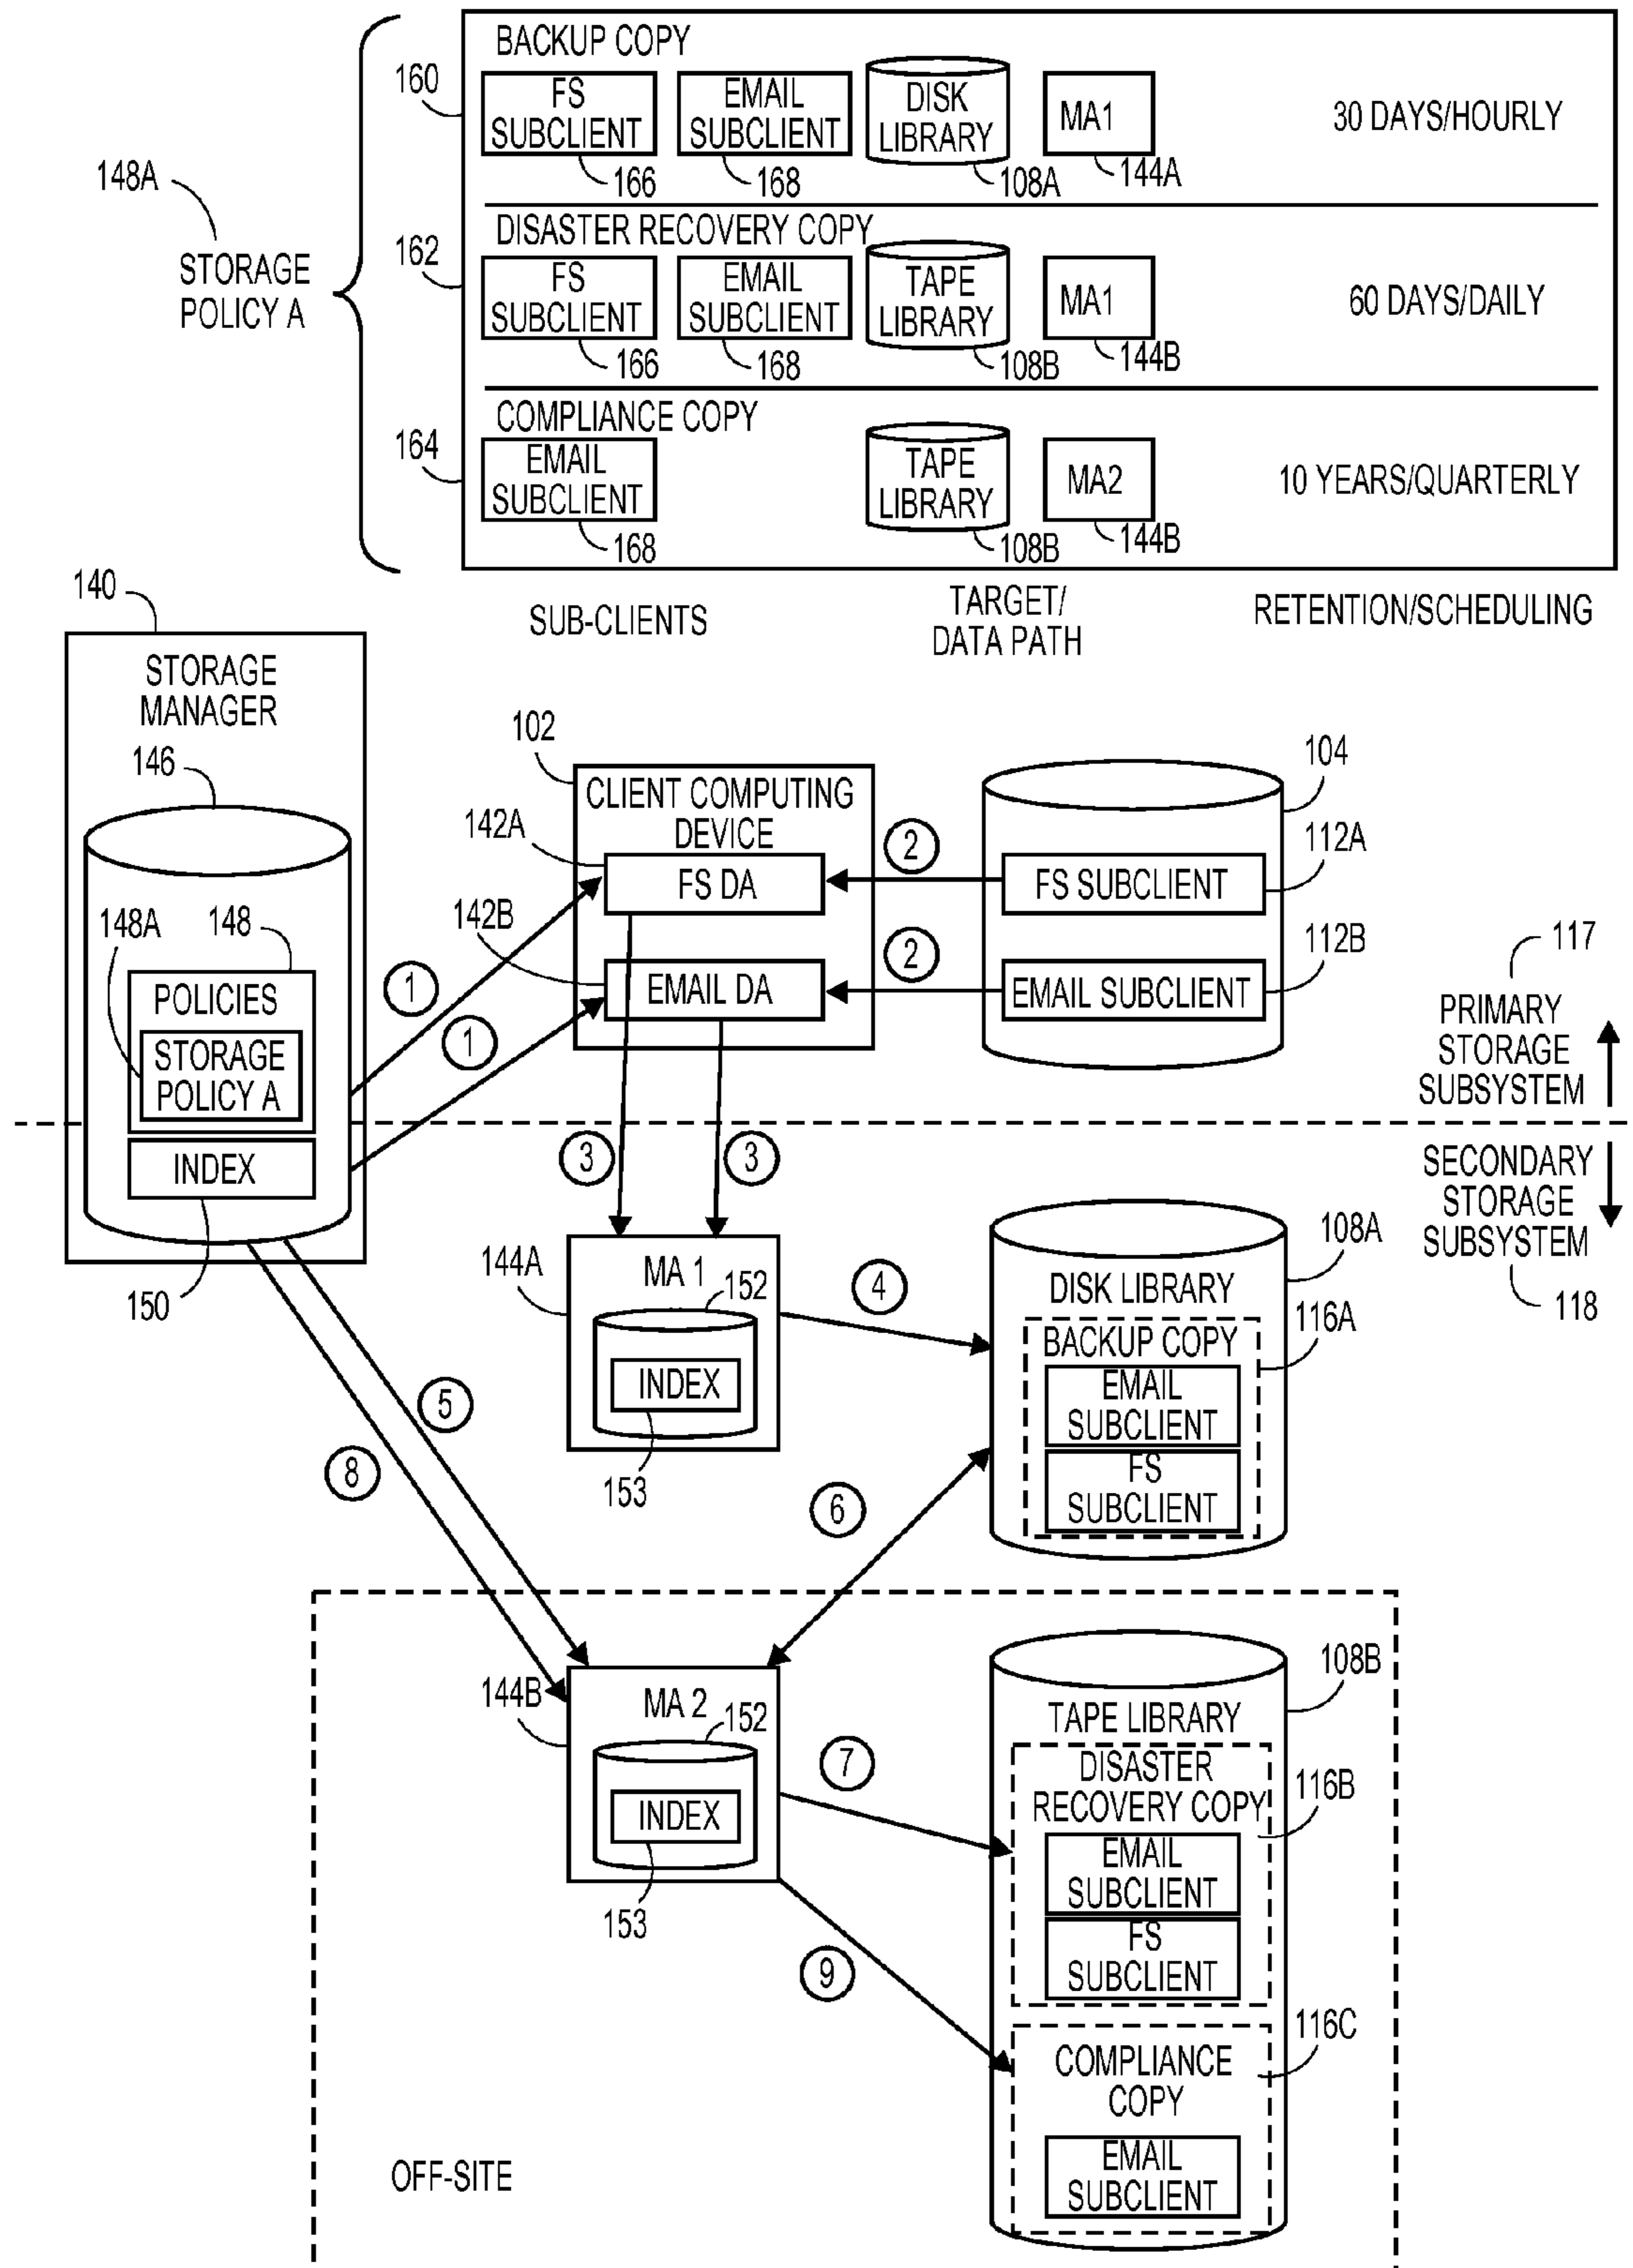 BACKUP COPY
160
FS
SUBCLIENT
166
EMAIL
SUBCLIENT
168
DISK
LIBRARY
108A
MA1
144A
30 DAYS/HOURLY
148A
STORAGE
POLICY A
DISASTER RECOVERY COPY
162
FS
SUBCLIENT
166
EMAIL
SUBCLIENT
168
TAPE
LIBRARY
108B
MA1
144B
60 DAYS/DAILY
COMPLIANCE COPY
164
EMAIL
SUBCLIENT
168
TAPE
LIBRARY
108B
MA2
144B
10 YEARS/QUARTERLY
SUB-CLIENTS
TARGET/
DATA PATH
RETENTION/SCHEDULING
140
STORAGE
MANAGER
146
148A
148
POLICIES
STORAGE
POLICY A
INDEX
150
102
CLIENT COMPUTING
DEVICE
142A
FS DA
142B
EMAIL DA
1
1
2
2
104
112A
FS SUBCLIENT
112B
EMAIL SUBCLIENT
117
PRIMARY
STORAGE
SUBSYSTEM
SECONDARY
STORAGE
SUBSYSTEM
118
3
3
144A
MA 1
152
INDEX
153
4
108A
DISK LIBRARY
116A
BACKUP COPY
EMAIL
SUBCLIENT
FS
SUBCLIENT
5
8
6
144B
MA 2
152
INDEX
153
7
9
108B
TAPE LIBRARY
DISASTER
RECOVERY COPY
116B
EMAIL
SUBCLIENT
FS
SUBCLIENT
116C
COMPLIANCE
COPY
EMAIL
SUBCLIENT
OFF-SITE